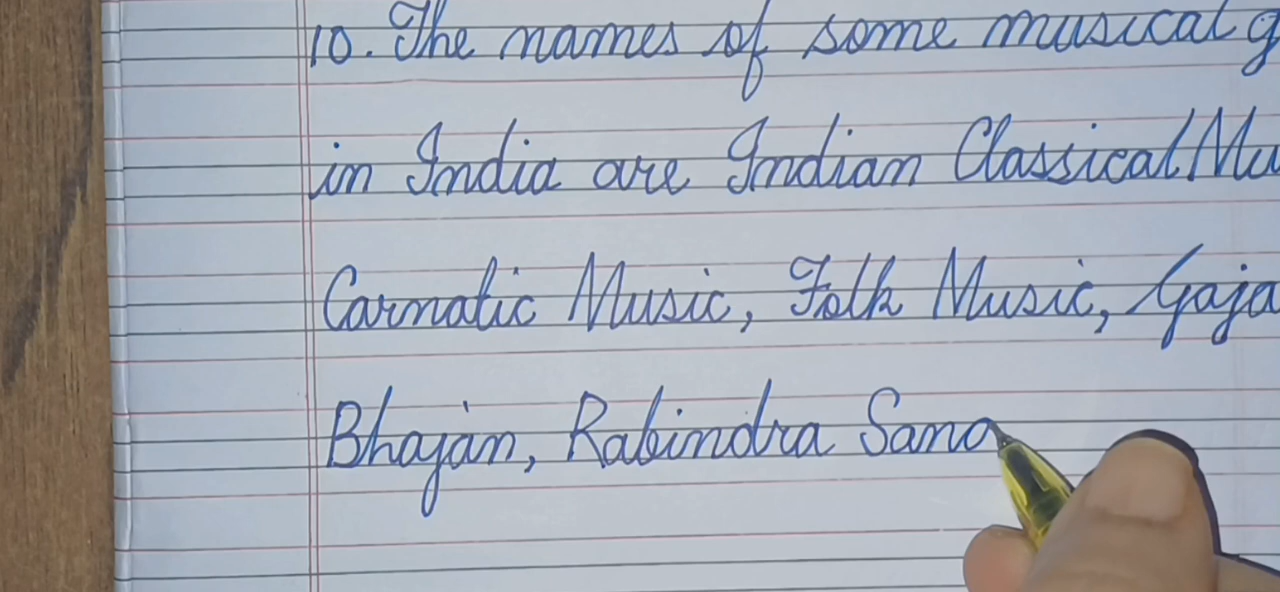 10. The names of some musical g
in India are Indian Classical Mu
Carnatic Music, Folk Music, Gaja
Bhajan, Rabindra Sang